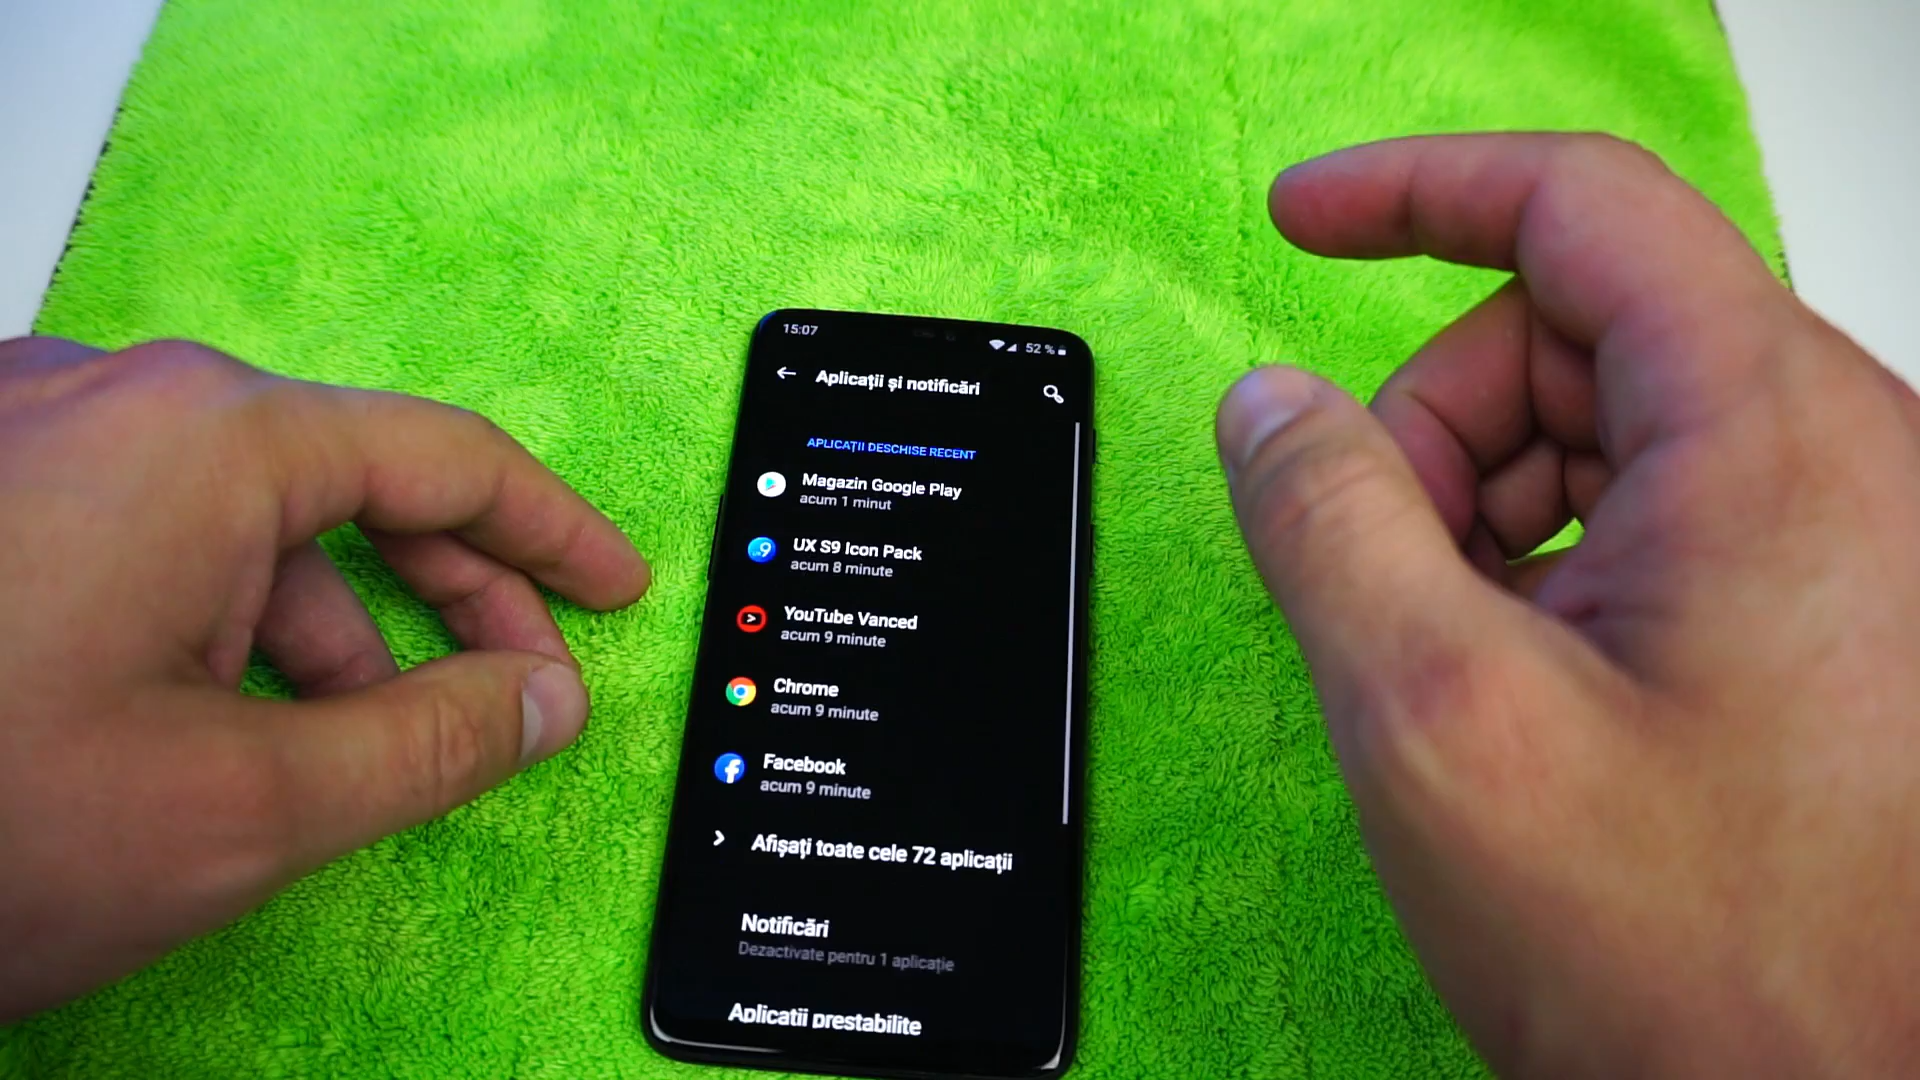 15:07
52 %
Aplicații și notificări
APLICAȚII DESCHISE RECENT
Magazin Google Play
acum 1 minut
UX S9 Icon Pack
acum 8 minute
YouTube Vanced
acum 9 minute
Chrome
acum 9 minute
Facebook
acum 9 minute
Afișați toate cele 72 aplicații
Notificări
Dezactivate pentru 1 aplicație
Aplicații prestabilite